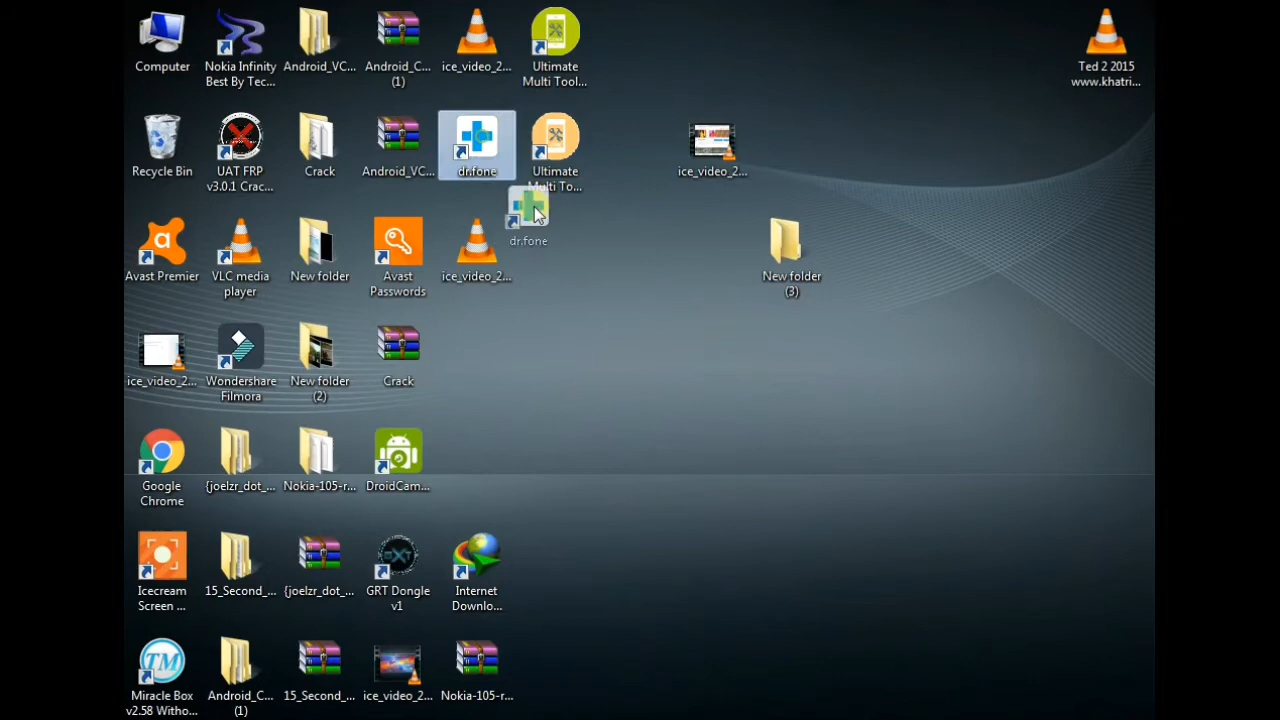 Computer
Nokia Infinity
Best By Tec...
Android_VC...
Android_C...
(1)
ice_video_2...
Ultimate
Multi Tool...
Ted 2 2015
www.khatri...
Recycle Bin
UAT FRP
v3.0.1 Crac...
Crack
Android_VC...
dr.fone
Ultimate
Multi To...
ice_video_2...
dr.fone
Avast Premier
VLC media
player
New folder
Avast
Passwords
ice_video_2...
New folder
(3)
ice_video_2...
Wondershare
Filmora
New folder
(2)
Crack
Google
Chrome
{joelzr_dot_...
Nokia-105-r...
DroidCam...
Icecream
Screen ...
15_Second_...
{joelzr_dot_...
GRT Dongle
v1
Internet
Downlo...
TM
Miracle Box
v2.58 Witho...
Android_C...
(1)
15_Second_...
ice_video_2...
Nokia-105-r...